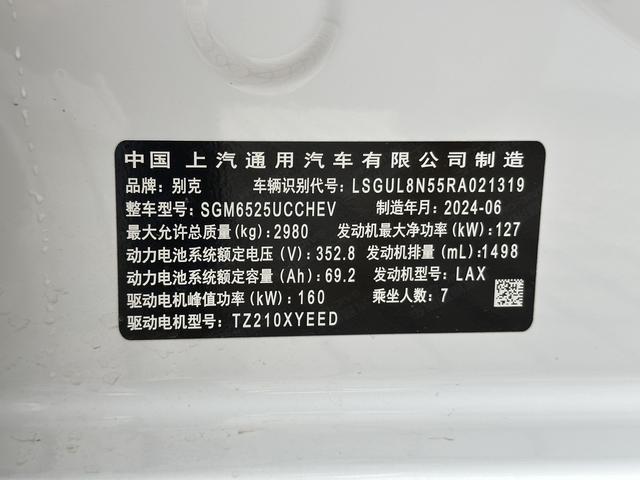 中国 上汽通用汽车有限公司制造
品牌:别克 车辆识别代号:LSGUL8N55RA021319
整车型号:SGM6525UCCHEV 制造年月:2024-06
最大允许总质量(kg):2980 发动机最大净功率(kW):127
动力电池系统额定电压(V):352.8 发动机排量(mL):1498
动力电池系统额定容量(Ah):69.2 发动机型号:LAX
驱动电机峰值功率(kW):160 乘坐人数:7
驱动电机型号:TZ210XYEED